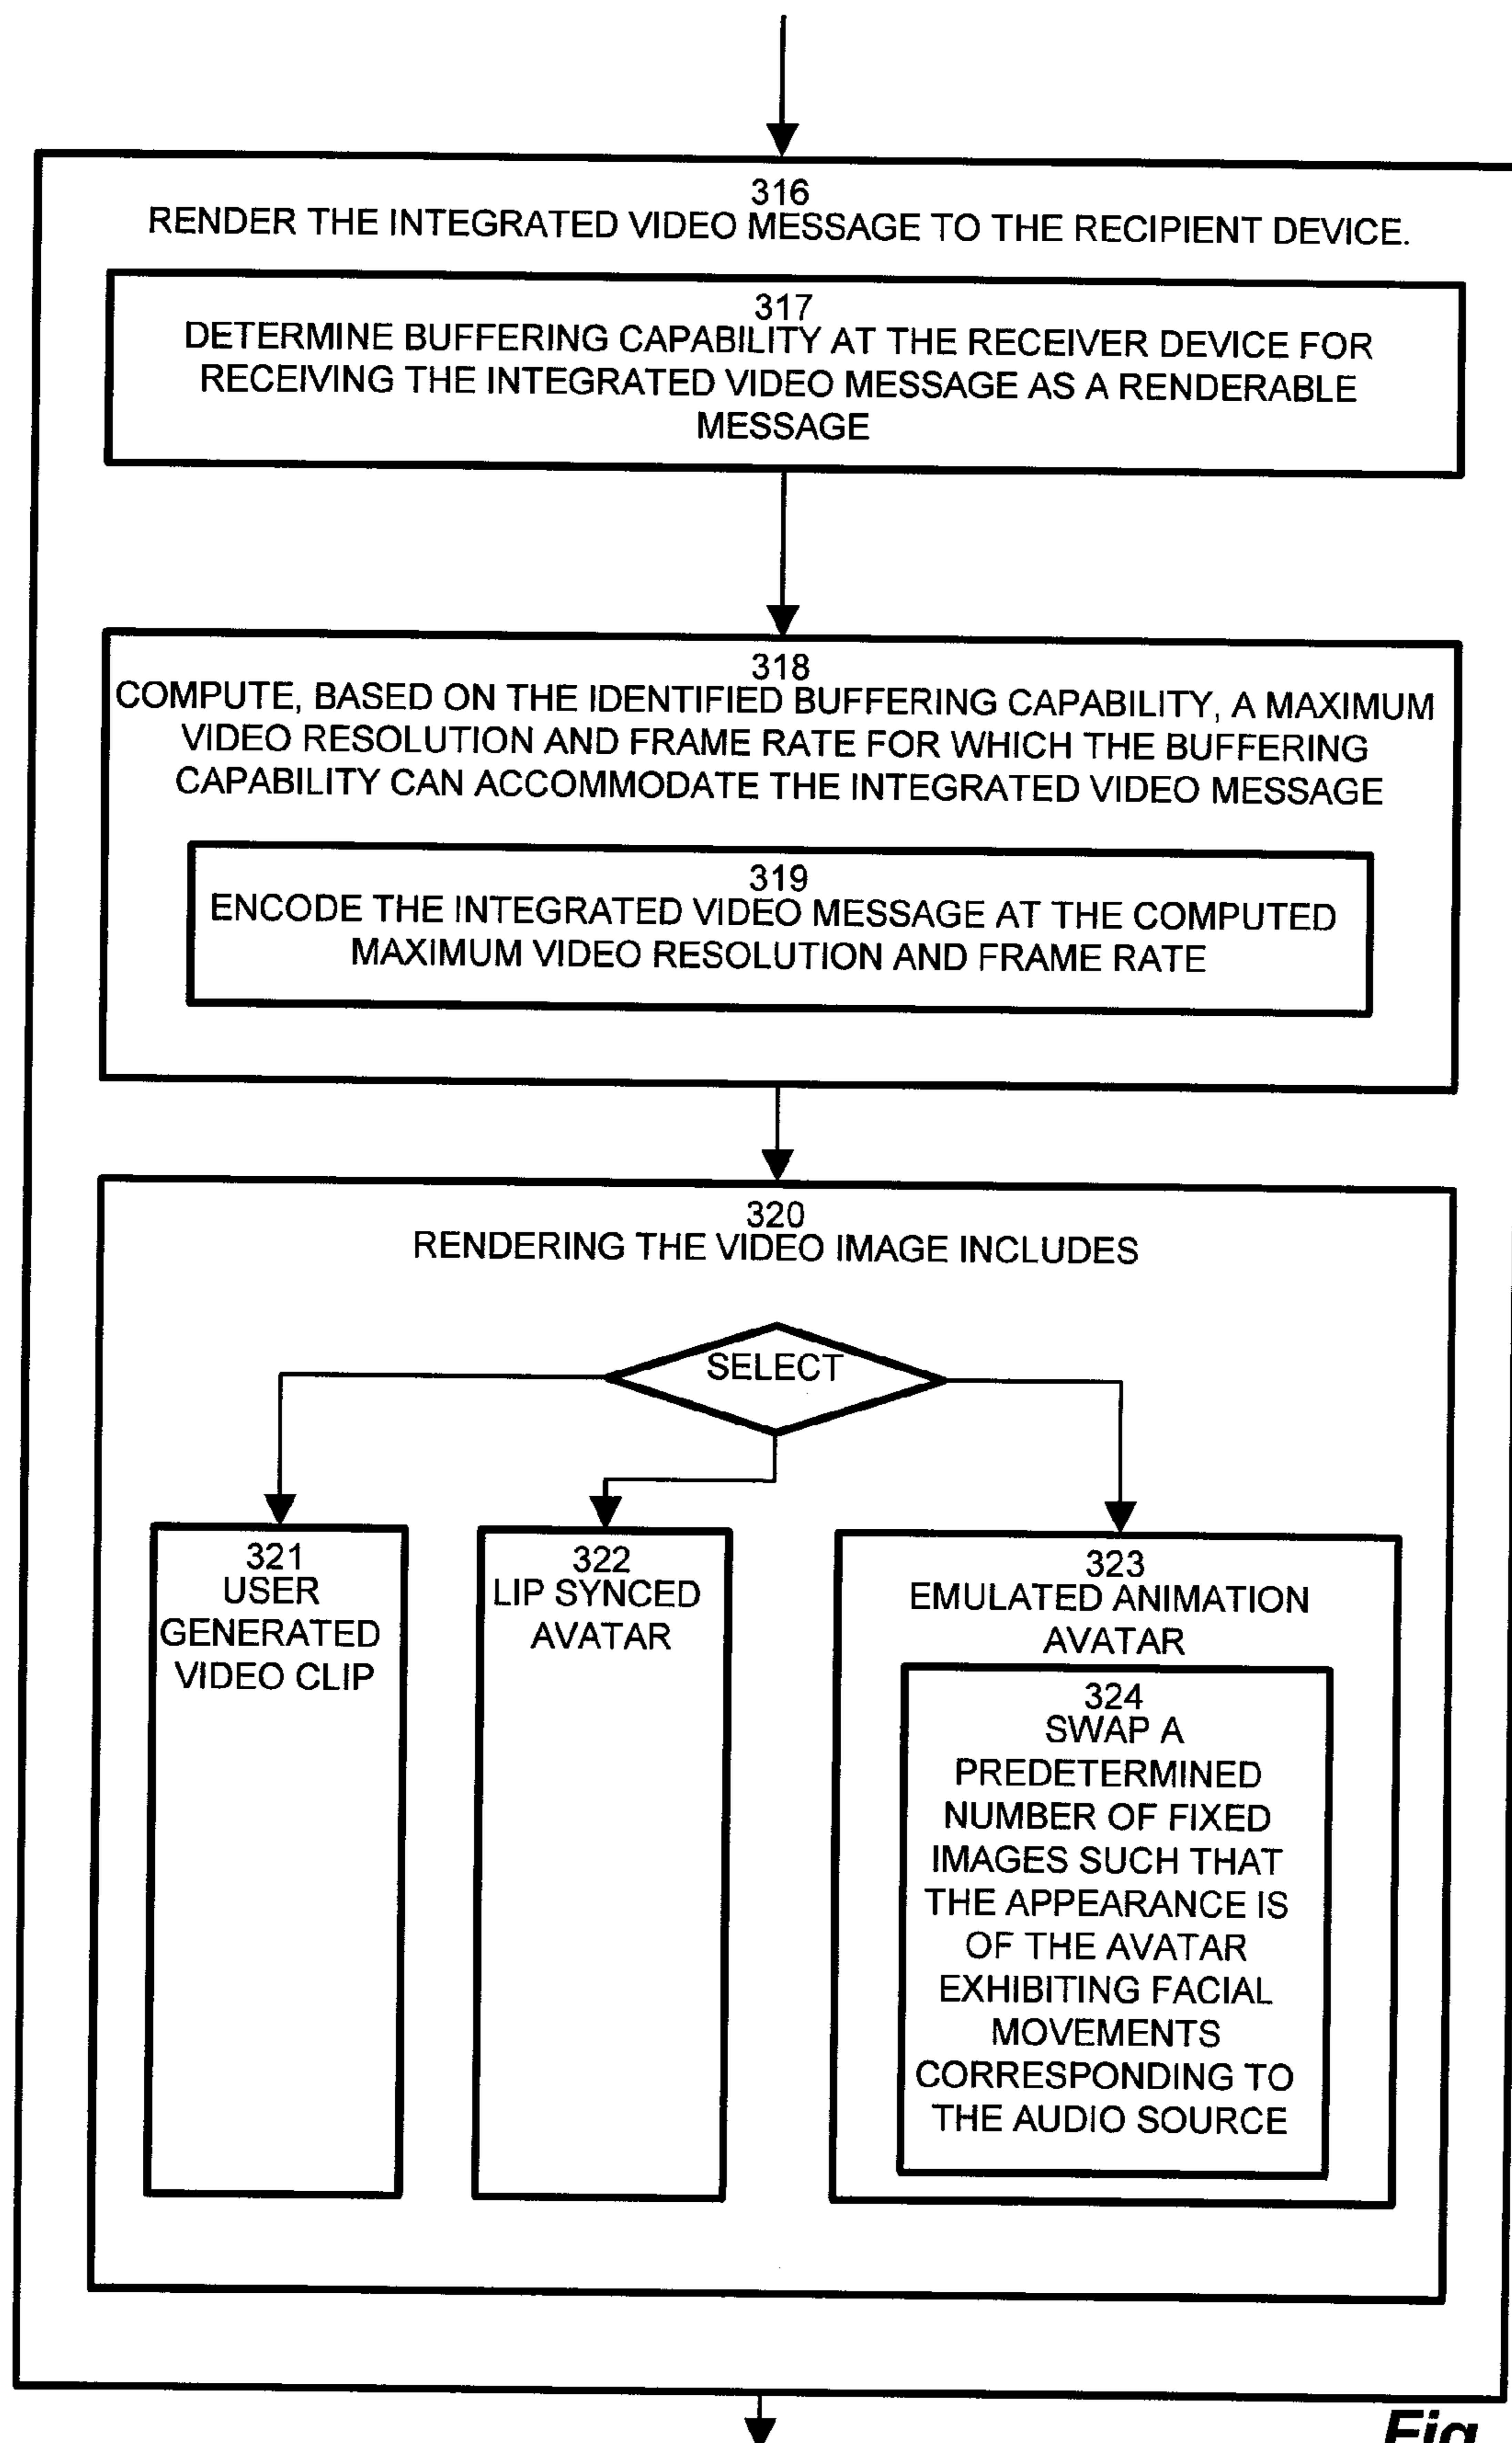 316
RENDER THE INTEGRATED VIDEO MESSAGE TO THE RECIPIENT DEVICE.
317
DETERMINE BUFFERING CAPABILITY AT THE RECEIVER DEVICE FOR
RECEIVING THE INTEGRATED VIDEO MESSAGE AS A RENDERABLE
MESSAGE
318
COMPUTE, BASED ON THE IDENTIFIED BUFFERING CAPABILITY, A MAXIMUM
VIDEO RESOLUTION AND FRAME RATE FOR WHICH THE BUFFERING
CAPABILITY CAN ACCOMMODATE THE INTEGRATED VIDEO MESSAGE
319
ENCODE THE INTEGRATED VIDEO MESSAGE AT THE COMPUTED
MAXIMUM VIDEO RESOLUTION AND FRAME RATE
320
RENDERING THE VIDEO IMAGE INCLUDES
SELECT
321
USER
GENERATED
VIDEO CLIP
322
LIP SYNCED
AVATAR
323
EMULATED ANIMATION
AVATAR
324
SWAP A
PREDETERMINED
NUMBER OF FIXED
IMAGES SUCH THAT
THE APPEARANCE IS
OF THE AVATAR
EXHIBITING FACIAL
MOVEMENTS
CORRESPONDING TO
THE AUDIO SOURCE
Fig